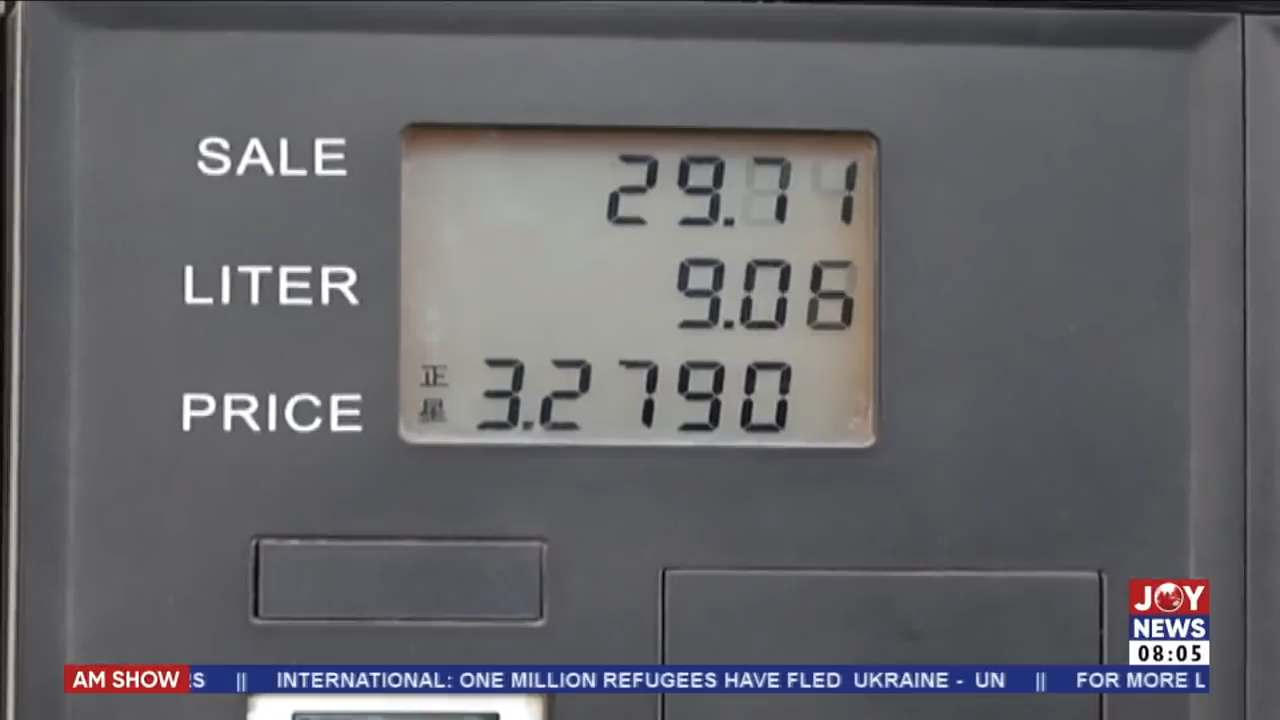 SALE 29.71
LITER 9.06
正星
PRICE 3.2790
JOY
NEWS
08:05
AM SHOW S || INTERNATIONAL: ONE MILLION REFUGEES HAVE FLED UKRAINE - UN || FOR MORE L